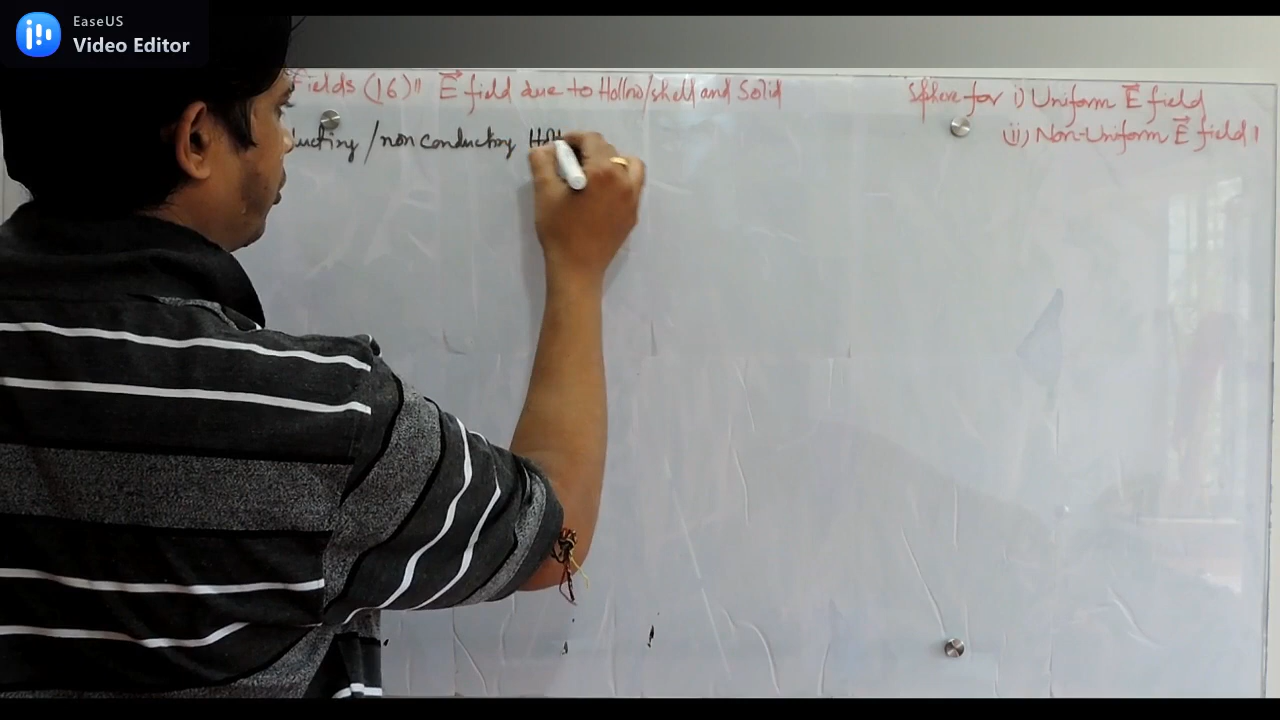 EaseUS
Video Editor
Fields (16) || E⃗ field due to Hollow/shell and Solid Sphere for i) Uniform E⃗ field
ii) Non-Uniform E⃗ field
ucting / non conducting